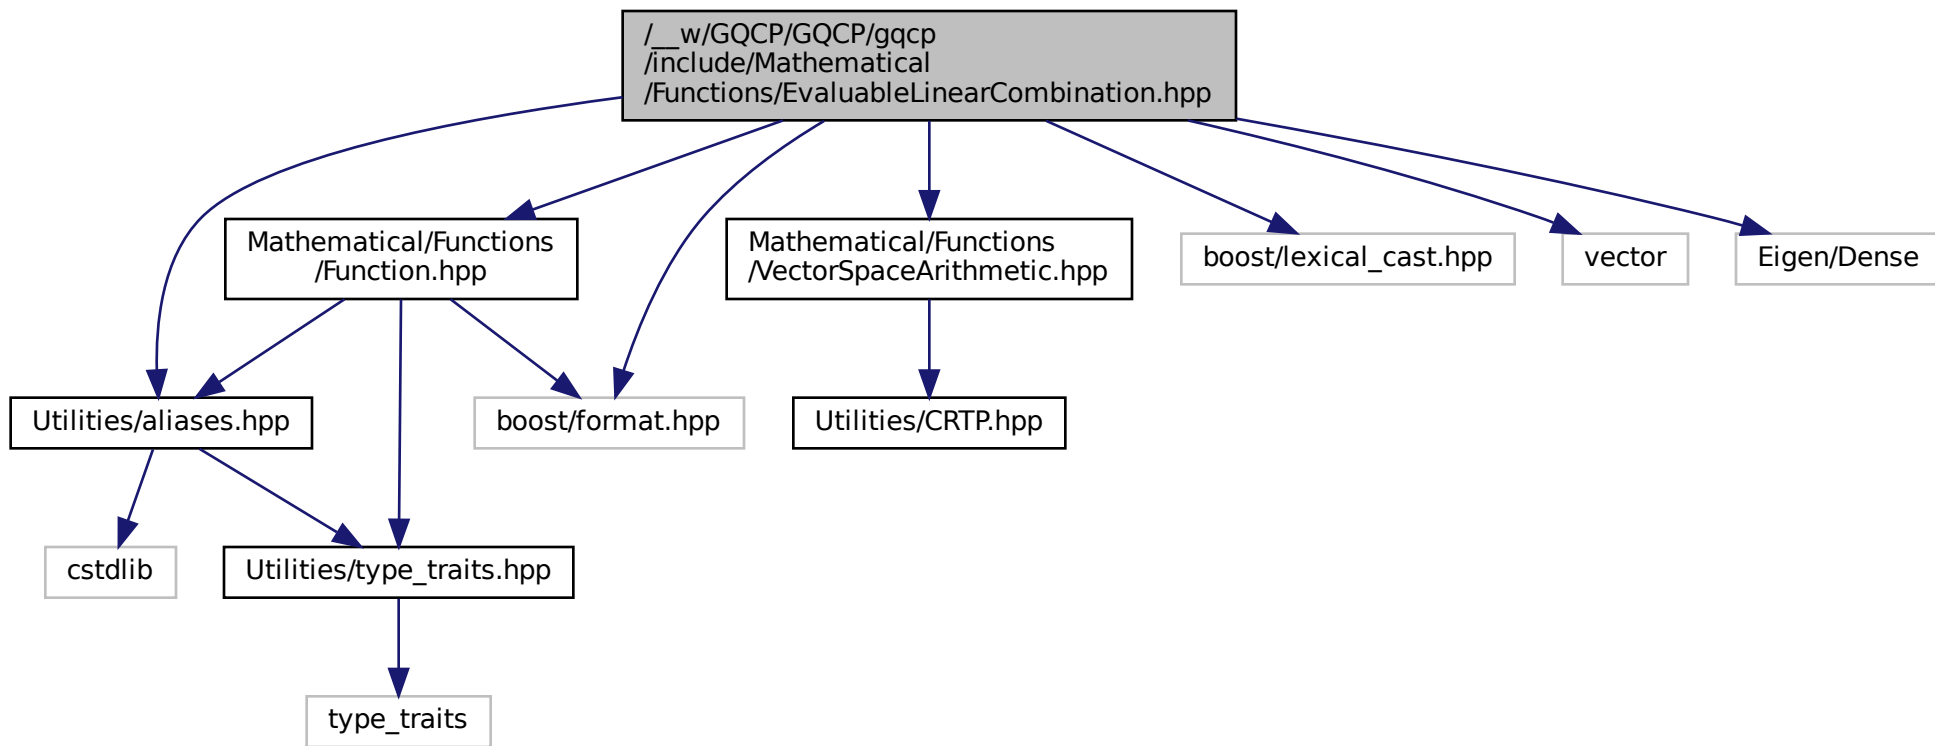 /__w/GQCP/GQCP/gqcp
/include/Mathematical
/Functions/EvaluableLinearCombination.hpp
Mathematical/Functions
/Function.hpp
Mathematical/Functions
/VectorSpaceArithmetic.hpp
boost/lexical_cast.hpp
vector
Eigen/Dense
Utilities/aliases.hpp
boost/format.hpp
Utilities/CRTP.hpp
cstdlib
Utilities/type_traits.hpp
type_traits